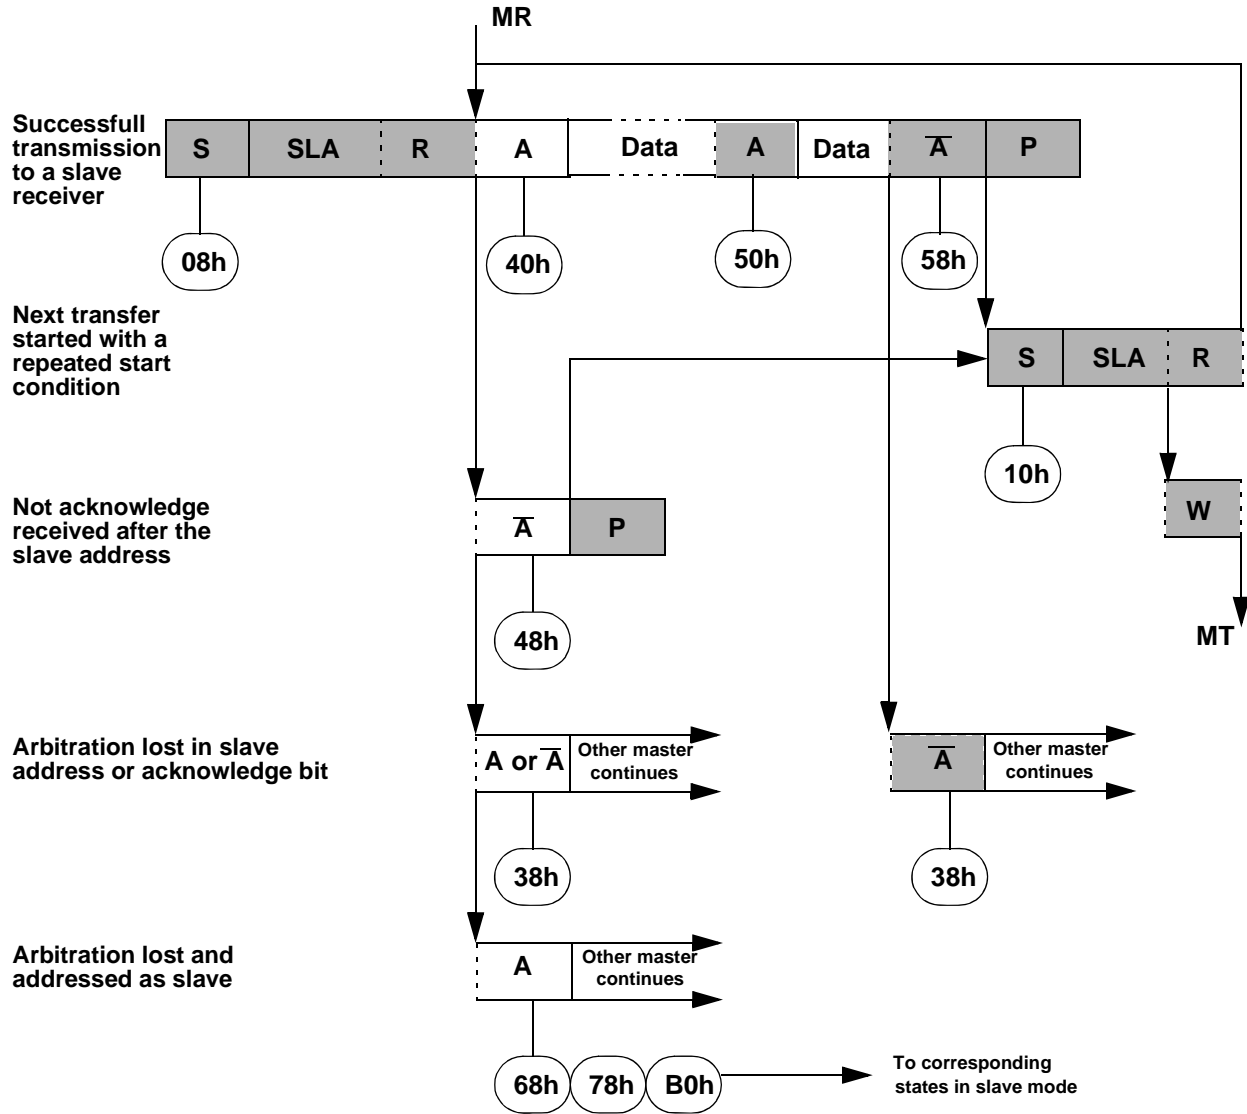 MR
Successfull
transmission
to a slave
receiver
S SLA R A Data A Data A̅ P
08h 40h 50h 58h
Next transfer
started with a
repeated start
condition
S SLA R
10h
Not acknowledge
received after the
slave address
A̅ P
W
48h
MT
Arbitration lost in slave
address or acknowledge bit
A or A̅
Other master
continues
A̅
Other master
continues
38h 38h
Arbitration lost and
addressed as slave
A
Other master
continues
68h 78h B0h
To corresponding
states in slave mode